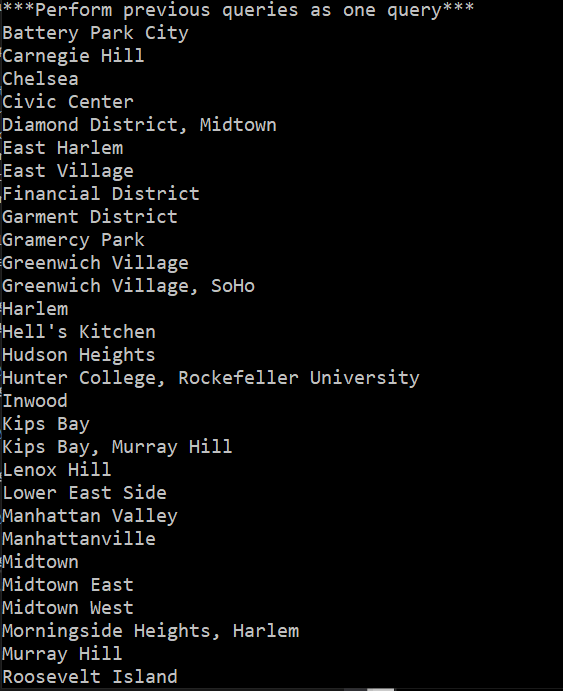 ***Perform previous queries as one query***
Battery Park City
Carnegie Hill
Chelsea
Civic Center
Diamond District, Midtown
East Harlem
East Village
Financial District
Garment District
Gramercy Park
Greenwich Village
Greenwich Village, SoHo
Harlem
Hell's Kitchen
Hudson Heights
Hunter College, Rockefeller University
Inwood
Kips Bay
Kips Bay, Murray Hill
Lenox Hill
Lower East Side
Manhattan Valley
Manhattanville
Midtown
Midtown East
Midtown West
Morningside Heights, Harlem
Murray Hill
Roosevelt Island